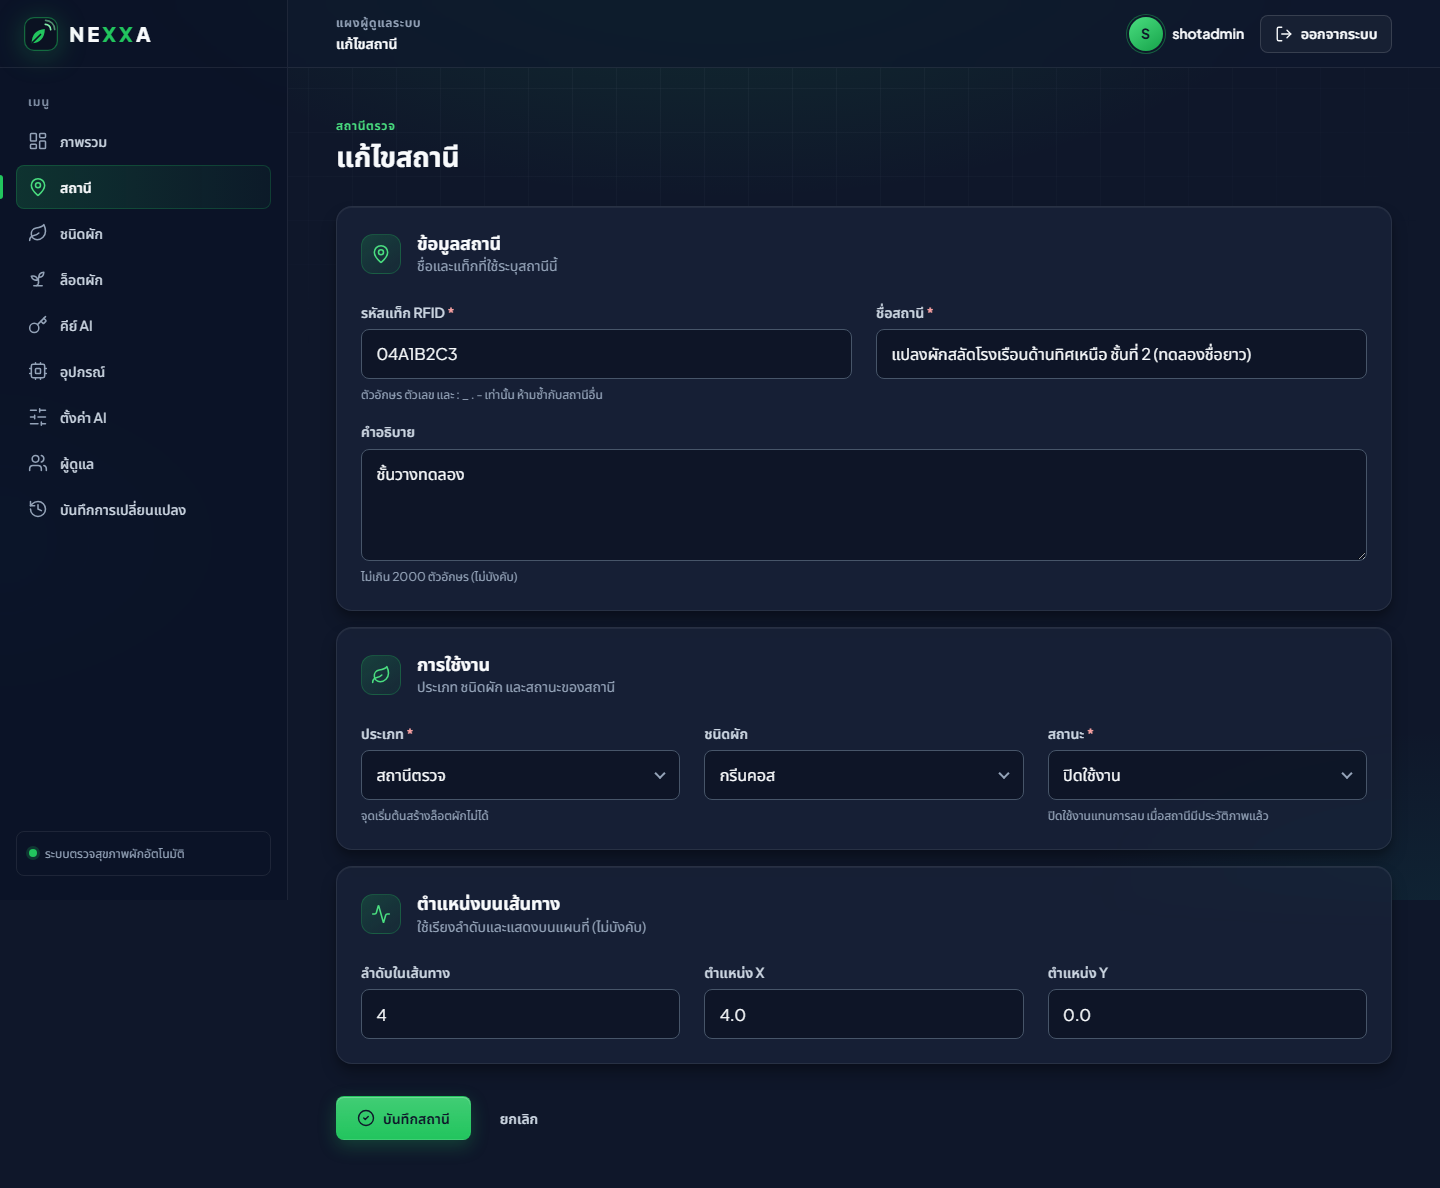 NEXXA
แผงผู้ดูแลระบบ
แก้ไขสถานี
S
shotadmin
ออกจากระบบ
เมนู
ภาพรวม
สถานี
ชนิดผัก
ล็อตผัก
คีย์ AI
อุปกรณ์
ตั้งค่า AI
ผู้ดูแล
บันทึกการเปลี่ยนแปลง
ระบบตรวจสุขภาพผักอัตโนมัติ
สถานีตรวจ
แก้ไขสถานี
ข้อมูลสถานี
ชื่อและแท็กที่ใช้ระบุสถานีนี้
รหัสแท็ก RFID *
ชื่อสถานี *
04A1B2C3
แปลงผักสลัดโรงเรือนด้านทิศเหนือ ชั้นที่ 2 (ทดลองชื่อยาว)
ตัวอักษร ตัวเลข และ : _ . - เท่านั้น ห้ามซ้ำกับสถานีอื่น
คำอธิบาย
ชั้นวางทดลอง
ไม่เกิน 2000 ตัวอักษร (ไม่บังคับ)
การใช้งาน
ประเภท ชนิดผัก และสถานะของสถานี
ประเภท *
ชนิดผัก
สถานะ *
สถานีตรวจ
กรีนคอส
ปิดใช้งาน
จุดเริ่มต้นสร้างล็อตผักไม่ได้
ปิดใช้งานแทนการลบ เมื่อสถานีมีประวัติภาพแล้ว
ตำแหน่งบนเส้นทาง
ใช้เรียงลำดับและแสดงบนแผนที่ (ไม่บังคับ)
ลำดับในเส้นทาง
ตำแหน่ง X
ตำแหน่ง Y
4
4.0
0.0
บันทึกสถานี
ยกเลิก